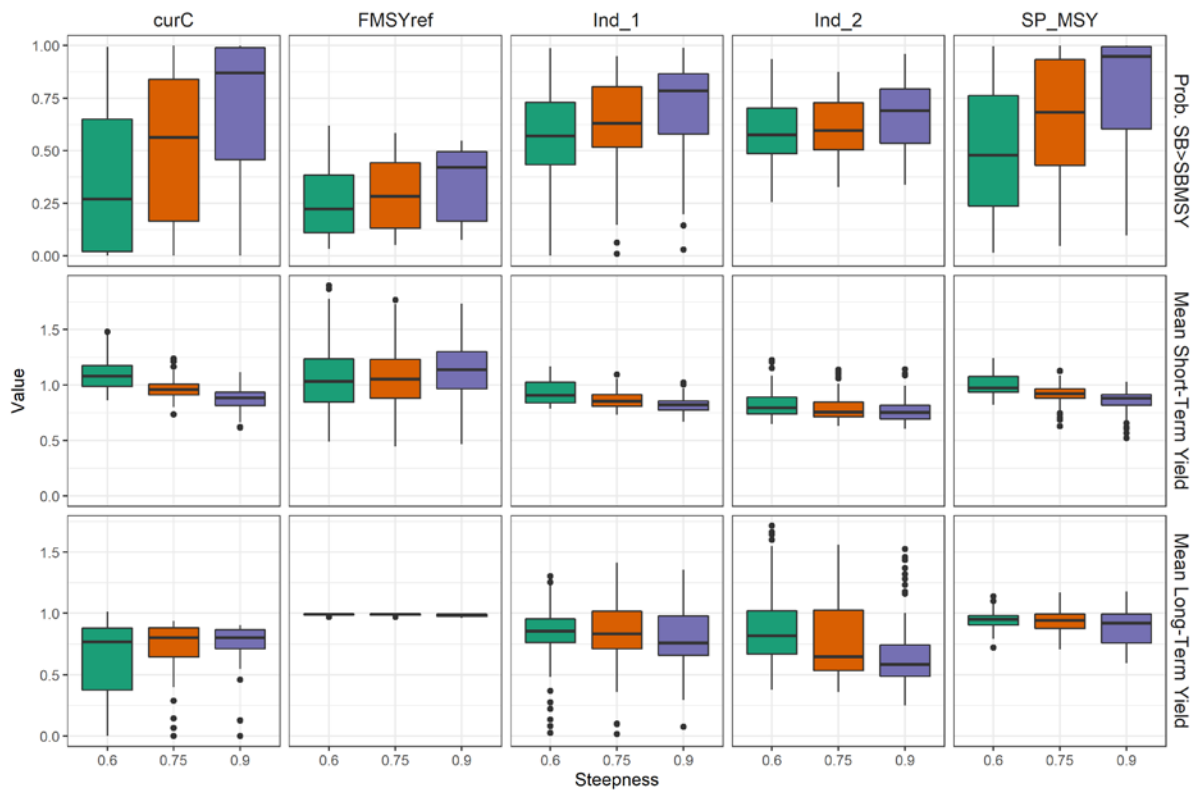 curC FMSYref Ind_1 Ind_2 SP_MSY
1.00
0.75
0.50
0.25
0.00
Prob. SB>SBMSY
1.5
1.0
0.5
0.0
Mean Short-Term Yield
Value
1.5
1.0
0.5
0.0
Mean Long-Term Yield
0.6 0.75 0.9 0.6 0.75 0.9 0.6 0.75 0.9 0.6 0.75 0.9 0.6 0.75 0.9
Steepness